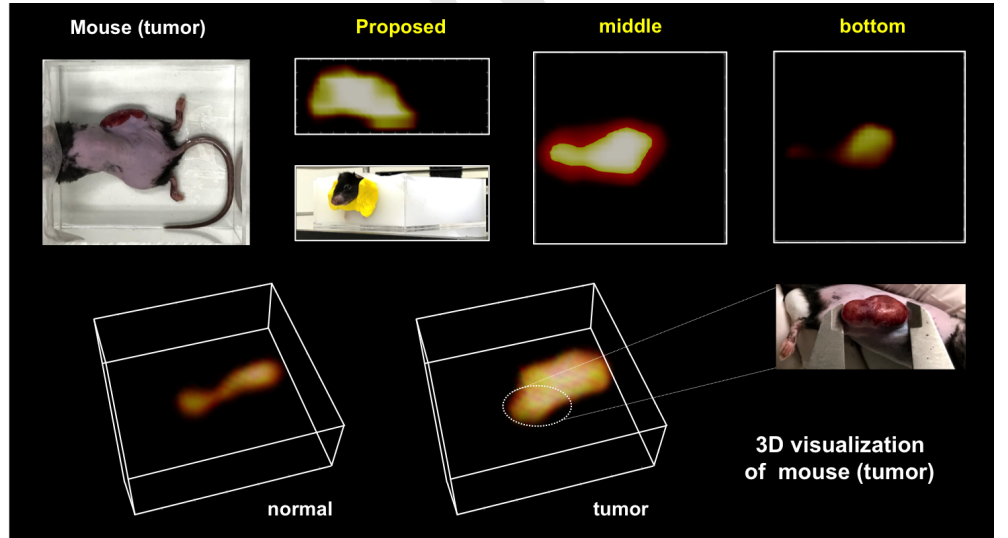 Mouse (tumor)
Proposed
middle
bottom
normal
tumor
3D visualization
of mouse (tumor)